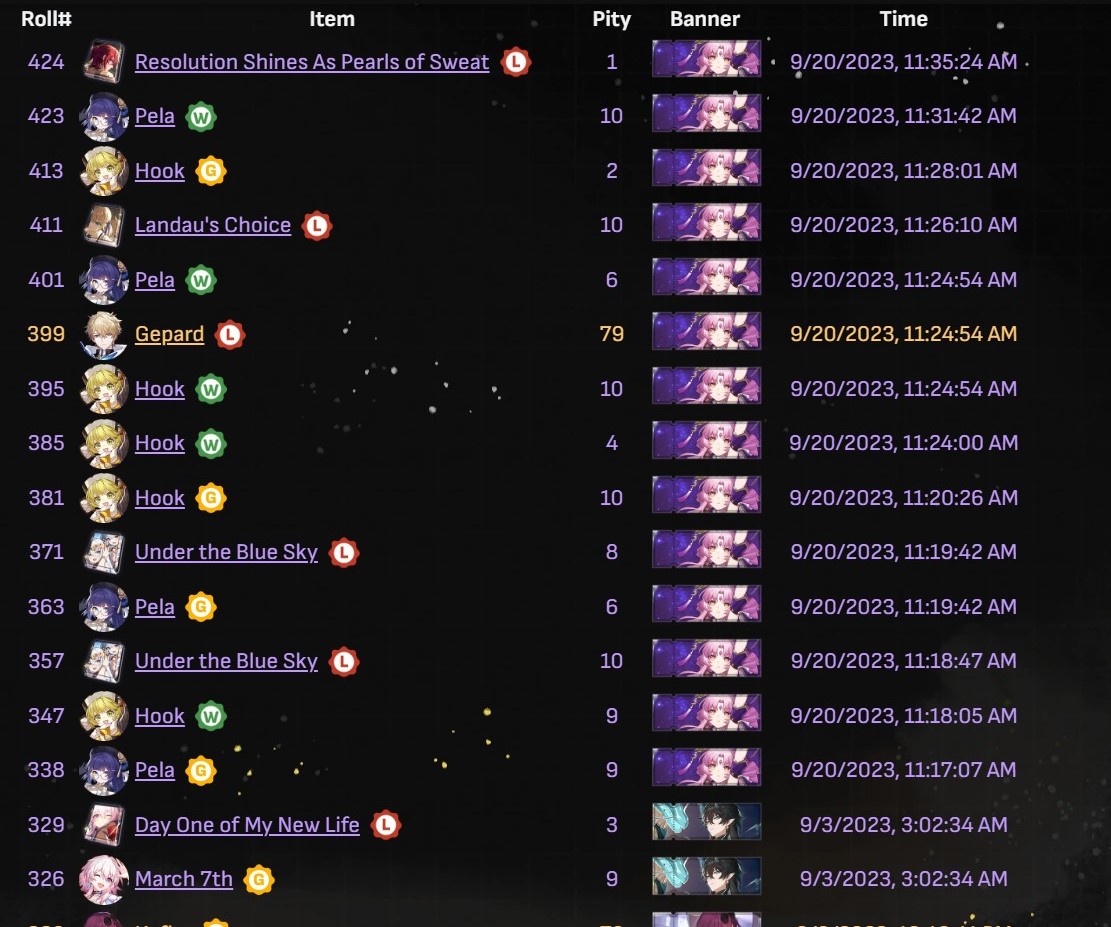 Roll# Item Pity Banner Time
424 Resolution Shines As Pearls of Sweat L 1 9/20/2023, 11:35:24 AM
423 Pela W 10 9/20/2023, 11:31:42 AM
413 Hook G 2 9/20/2023, 11:28:01 AM
411 Landau's Choice L 10 9/20/2023, 11:26:10 AM
401 Pela W 6 9/20/2023, 11:24:54 AM
399 Gepard L 79 9/20/2023, 11:24:54 AM
395 Hook W 10 9/20/2023, 11:24:54 AM
385 Hook W 4 9/20/2023, 11:24:00 AM
381 Hook G 10 9/20/2023, 11:20:26 AM
371 Under the Blue Sky L 8 9/20/2023, 11:19:42 AM
363 Pela G 6 9/20/2023, 11:19:42 AM
357 Under the Blue Sky L 10 9/20/2023, 11:18:47 AM
347 Hook W 9 9/20/2023, 11:18:05 AM
338 Pela G 9 9/20/2023, 11:17:07 AM
329 Day One of My New Life L 3 9/3/2023, 3:02:34 AM
326 March 7th G 9 9/3/2023, 3:02:34 AM